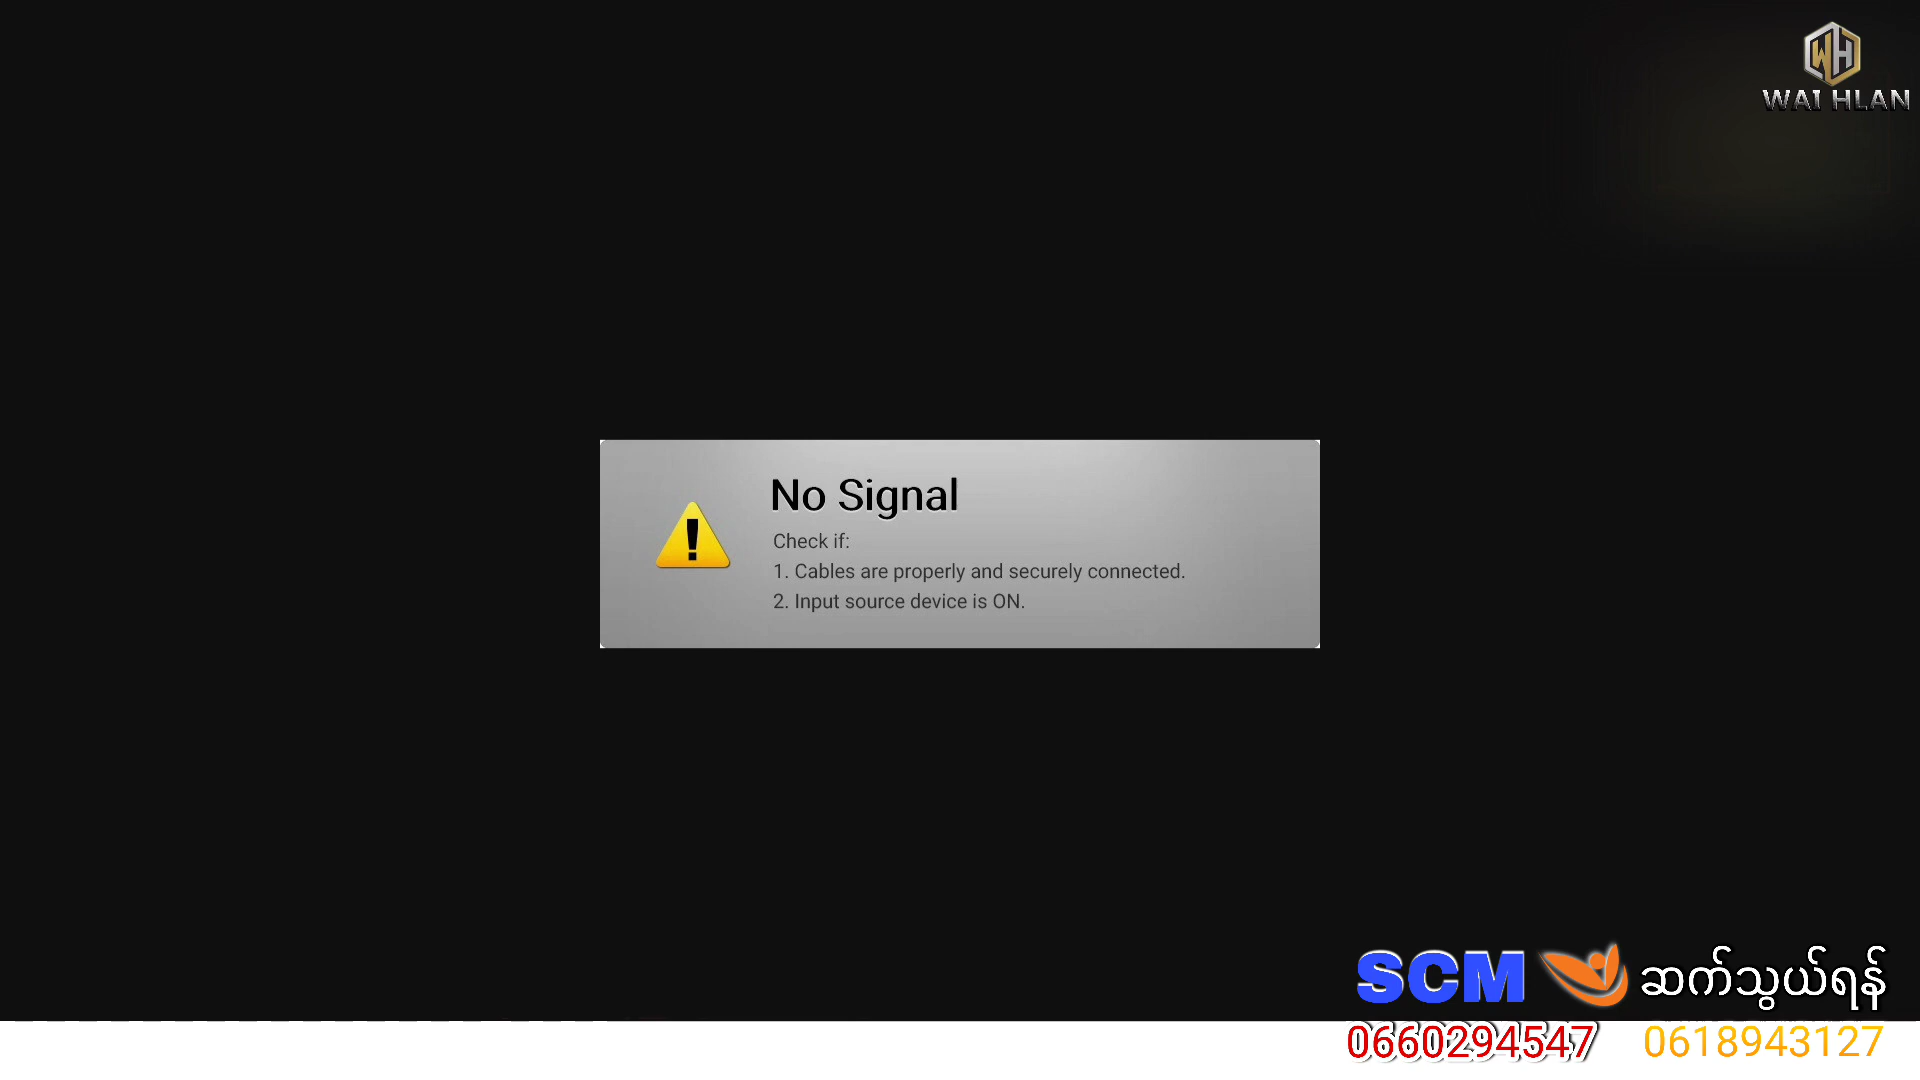 WH
WAI HLAN
No Signal
Check if:
1. Cables are properly and securely connected.
2. Input source device is ON.
SCM ဆက်သွယ်ရန်
0660294547 0618943127